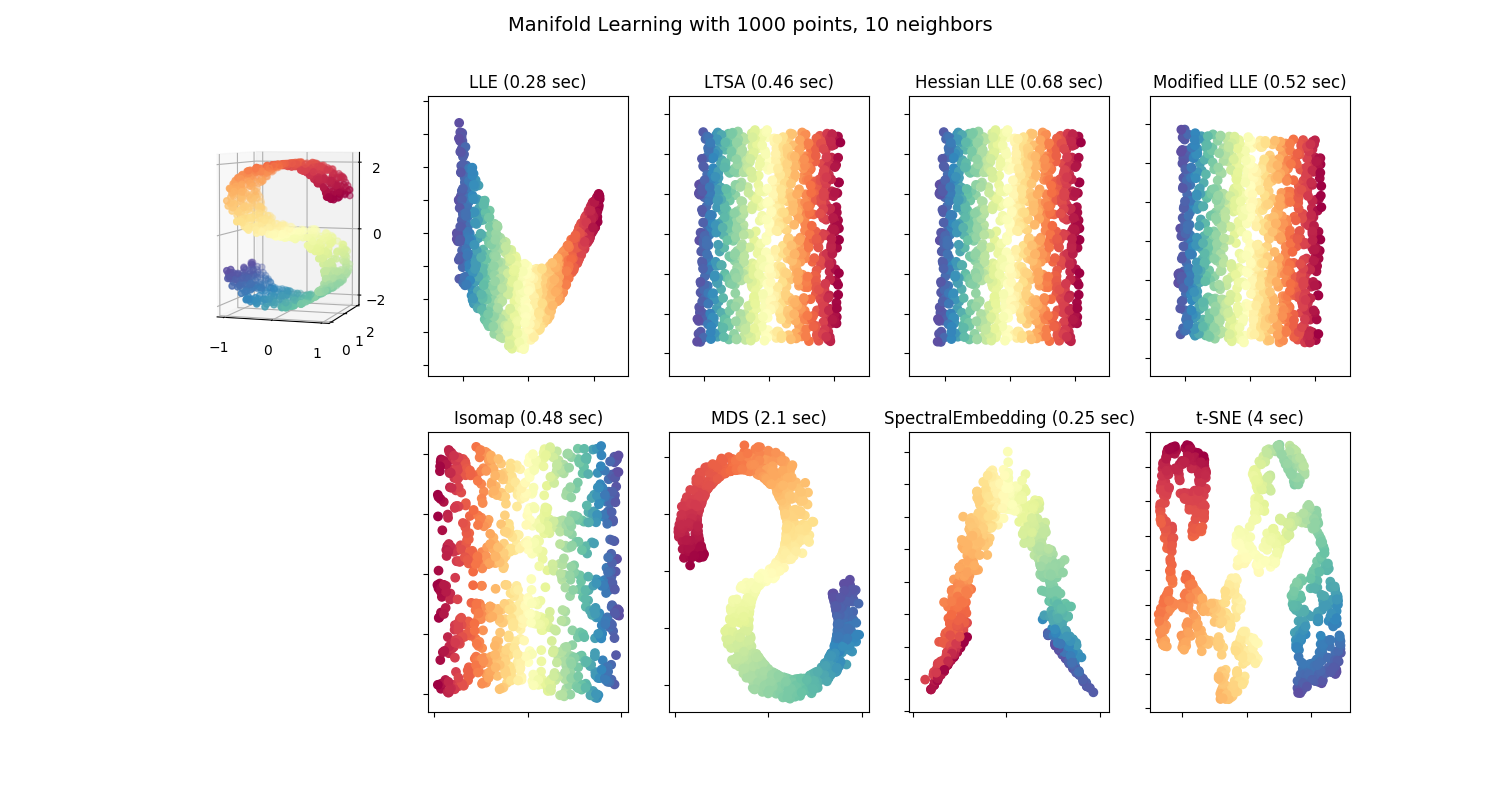 Manifold Learning with 1000 points, 10 neighbors
LLE (0.28 sec)
LTSA (0.46 sec)
Hessian LLE (0.68 sec)
Modified LLE (0.52 sec)
2
0
−2
−1
0
1
0
1
2
Isomap (0.48 sec)
MDS (2.1 sec)
SpectralEmbedding (0.25 sec)
t-SNE (4 sec)